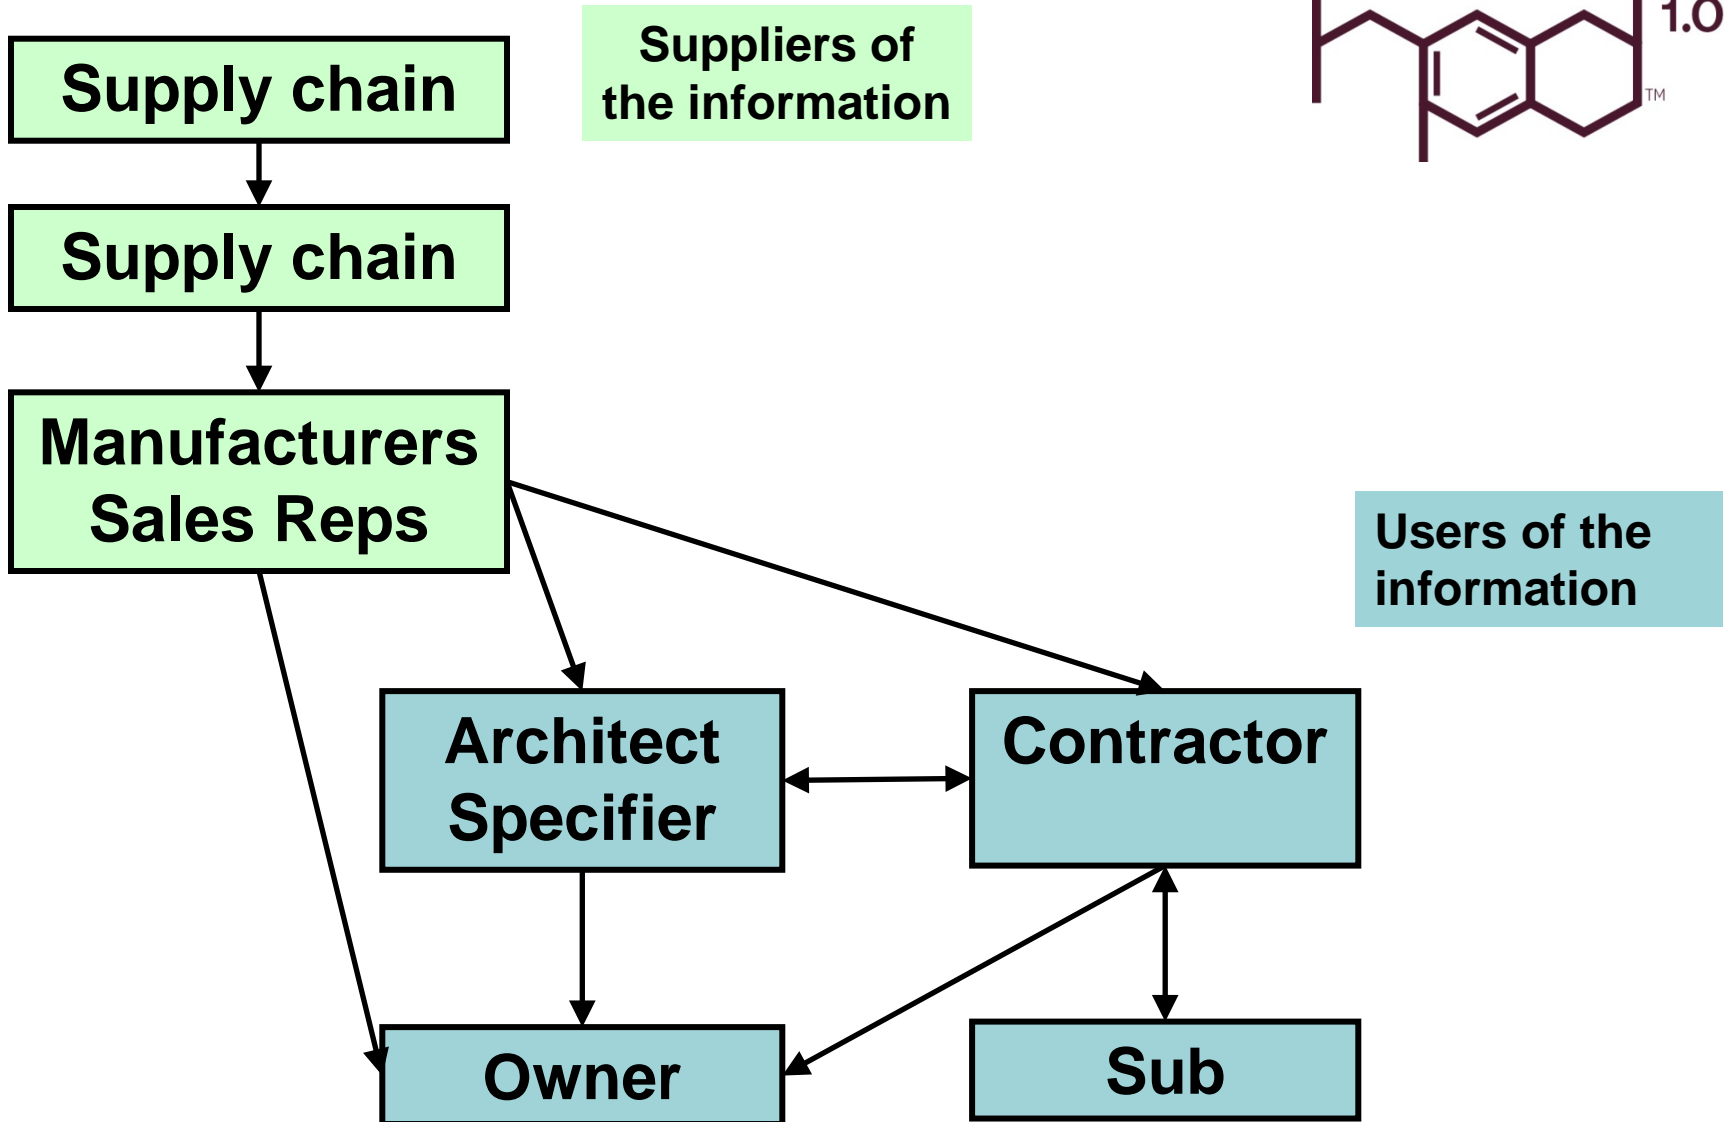 Suppliers of
the information
1.0
TM
Supply chain
Supply chain
Manufacturers
Sales Reps
Users of the
information
Architect
Specifier
Contractor
Owner
Sub